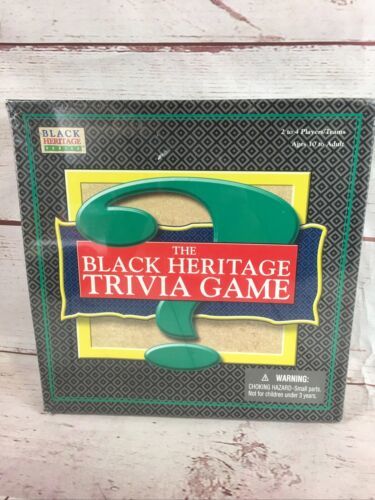 BLACK
HERITAGE
SERIES
2 to 4 Players/Teams
Ages 10 to Adult
THE
BLACK HERITAGE
TRIVIA GAME
WARNING:
CHOKING HAZARD-Small parts.
Not for children under 3 years.